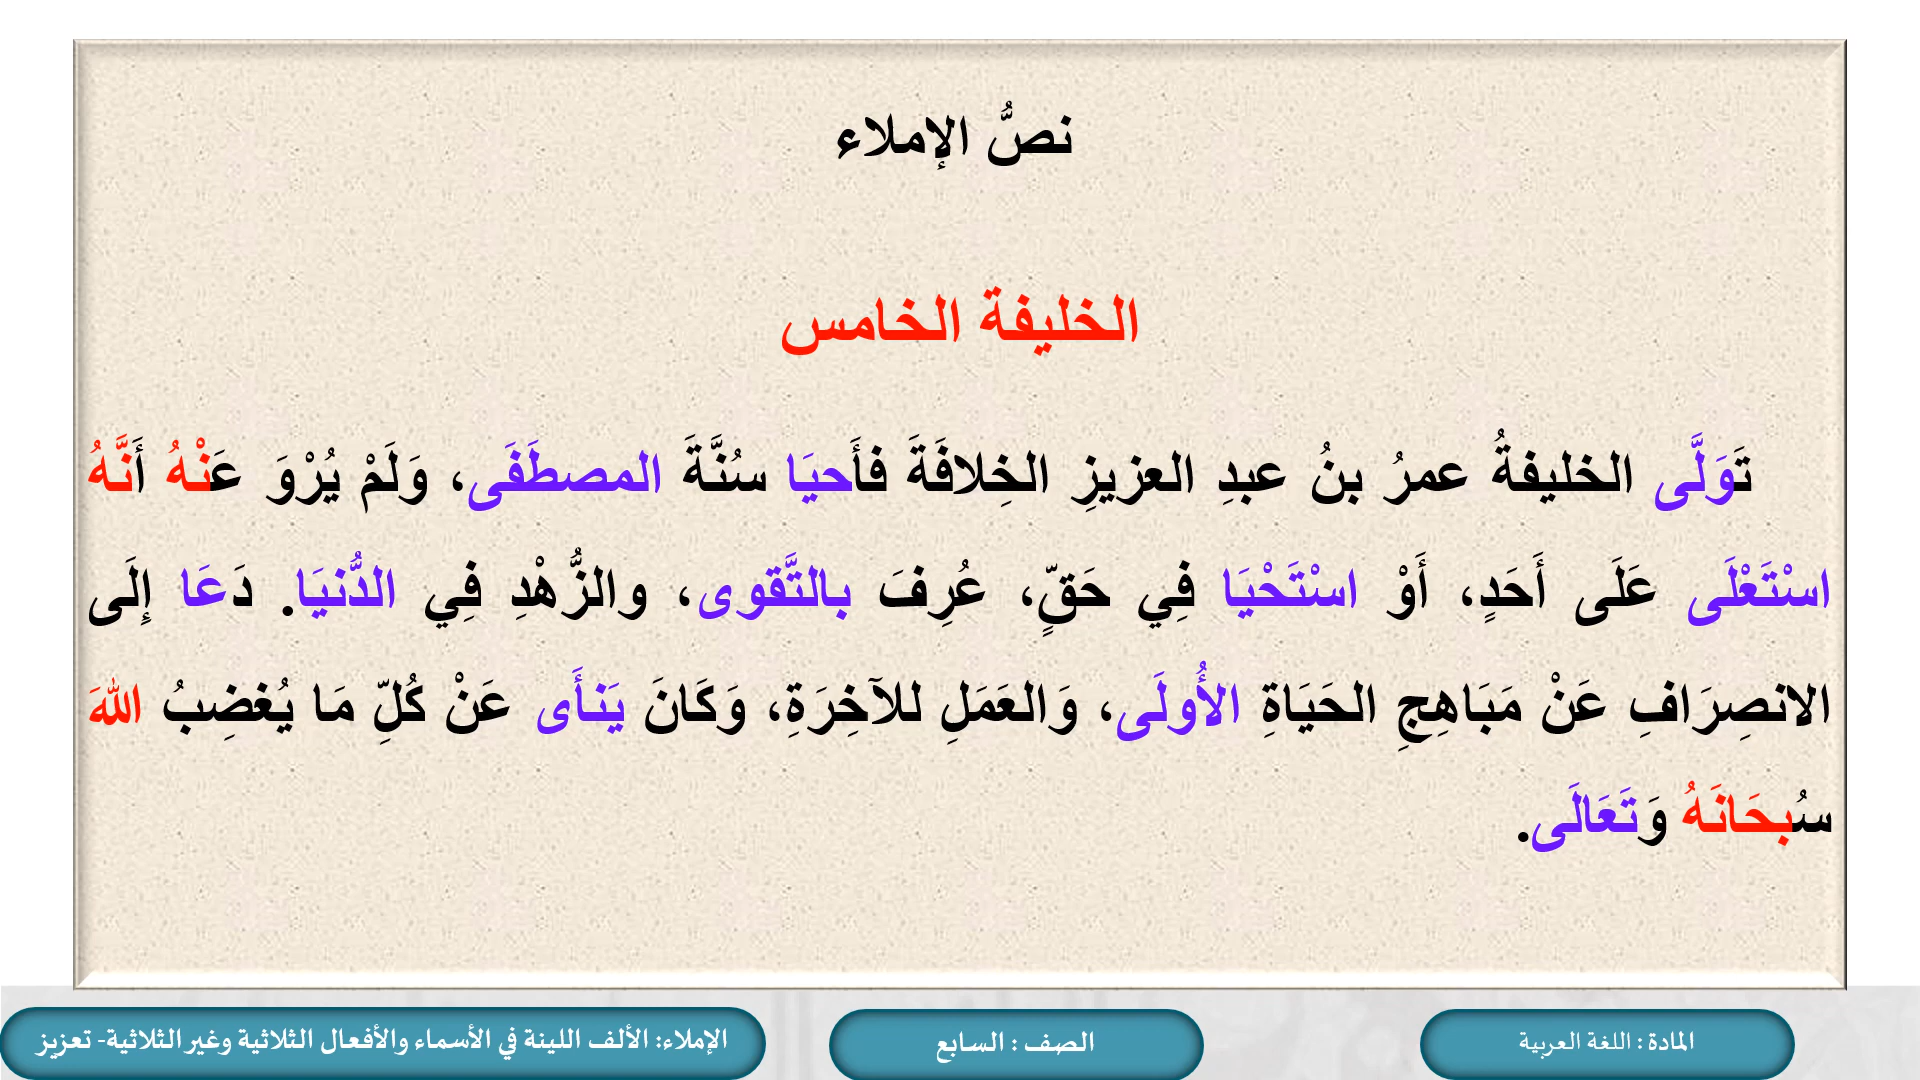 نصُّ الإملاء
الخليفة الخامس
تَوَلَّى الخليفةُ عمرُ بنُ عبدِ العزيزِ الخِلافَةَ فأَحيَا سُنَّةَ المصطَفَى، وَلَمْ يُرْوَ عَنْهُ أَنَّهُ
اسْتَعْلَى عَلَى أَحَدٍ، أَوْ اسْتَحْيَا فِي حَقٍّ، عُرِفَ بالتَّقوى، والزُّهْدِ فِي الدُّنيَا. دَعَا إِلَى
الانصِرَافِ عَنْ مَبَاهِجِ الحَيَاةِ الأُولَى، وَالعَمَلِ للآخِرَةِ، وَكَانَ يَنأَى عَنْ كُلِّ مَا يُغضِبُ اللهَ
سُبحَانَهُ وَتَعَالَى.
المادة : اللغة العربية
الصف : السابع
الإملاء: الألف اللينة في الأسماء والأفعال الثلاثية وغير الثلاثية- تعزيز